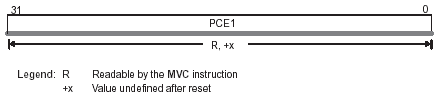 31 0
PCE1
R, +x
Legend: R Readable by the MVC instruction
+x Value undefined after reset